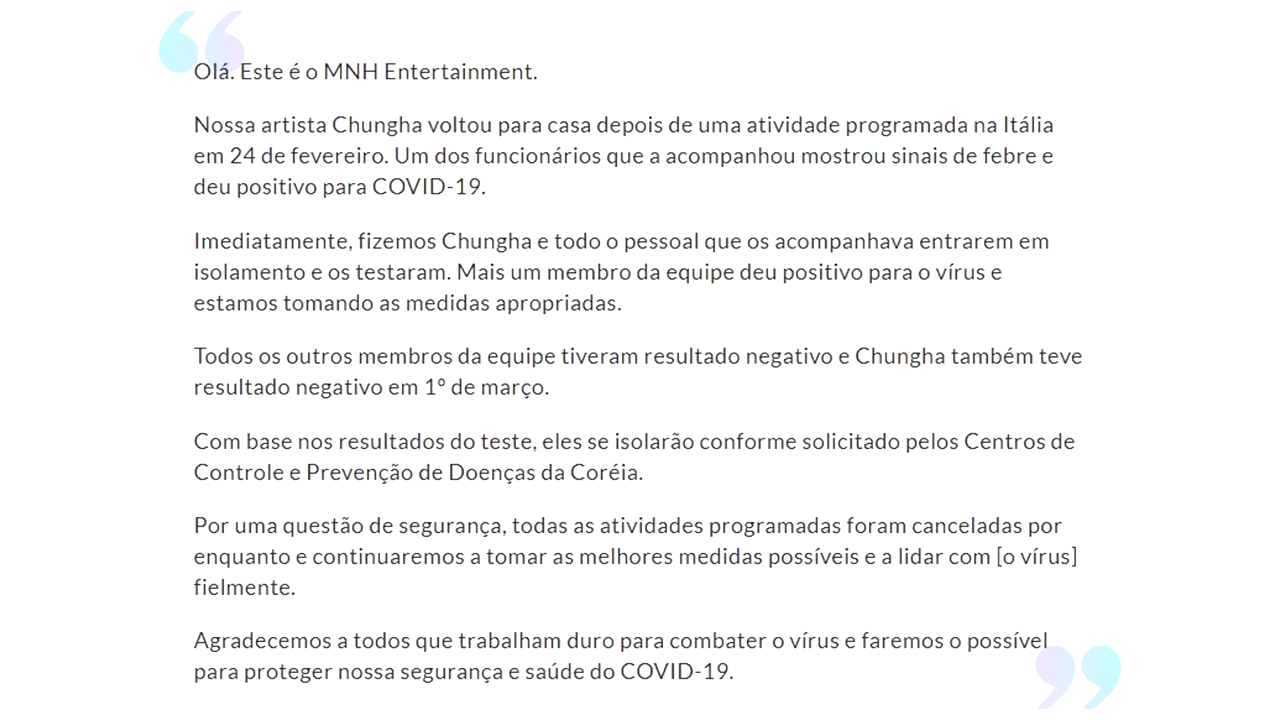 Olá. Este é o MNH Entertainment.
Nossa artista Chungha voltou para casa depois de uma atividade programada na Itália
em 24 de fevereiro. Um dos funcionários que a acompanhou mostrou sinais de febre e
deu positivo para COVID-19.
Imediatamente, fizemos Chungha e todo o pessoal que os acompanhava entrarem em
isolamento e os testaram. Mais um membro da equipe deu positivo para o vírus e
estamos tomando as medidas apropriadas.
Todos os outros membros da equipe tiveram resultado negativo e Chungha também teve
resultado negativo em 1º de março.
Com base nos resultados do teste, eles se isolarão conforme solicitado pelos Centros de
Controle e Prevenção de Doenças da Coréia.
Por uma questão de segurança, todas as atividades programadas foram canceladas por
enquanto e continuaremos a tomar as melhores medidas possíveis e a lidar com [o vírus]
fielmente.
Agradecemos a todos que trabalham duro para combater o vírus e faremos o possível
para proteger nossa segurança e saúde do COVID-19.